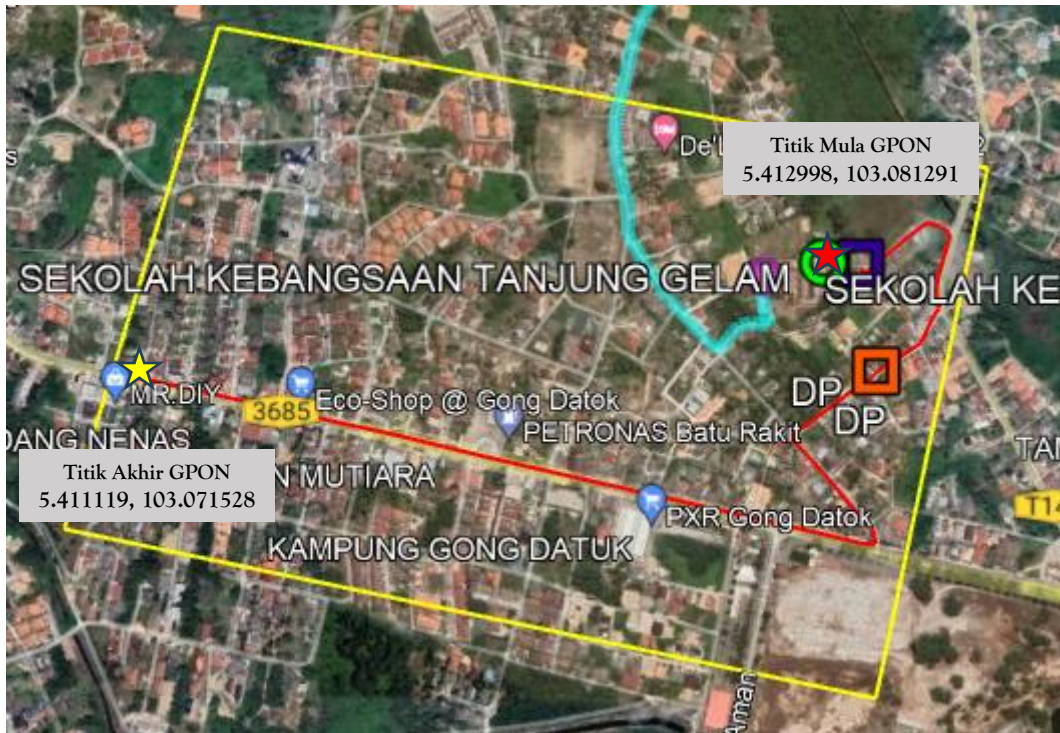 De'
Titik Mula GPON
5.412998, 103.081291
2
SEKOLAH KEBANGSAAN TANJUNG GELAM
SEKOLAH KE
MR.DIY
Eco-Shop @ Gong Datok
3685
DP
DP
PETRONAS Batu Rakit
DANG NENAS
TAI
Titik Akhir GPON
5.411119, 103.071528
N MUTIARA
PXR Gong Datok
T14
KAMPUNG GONG DATUK
Aman